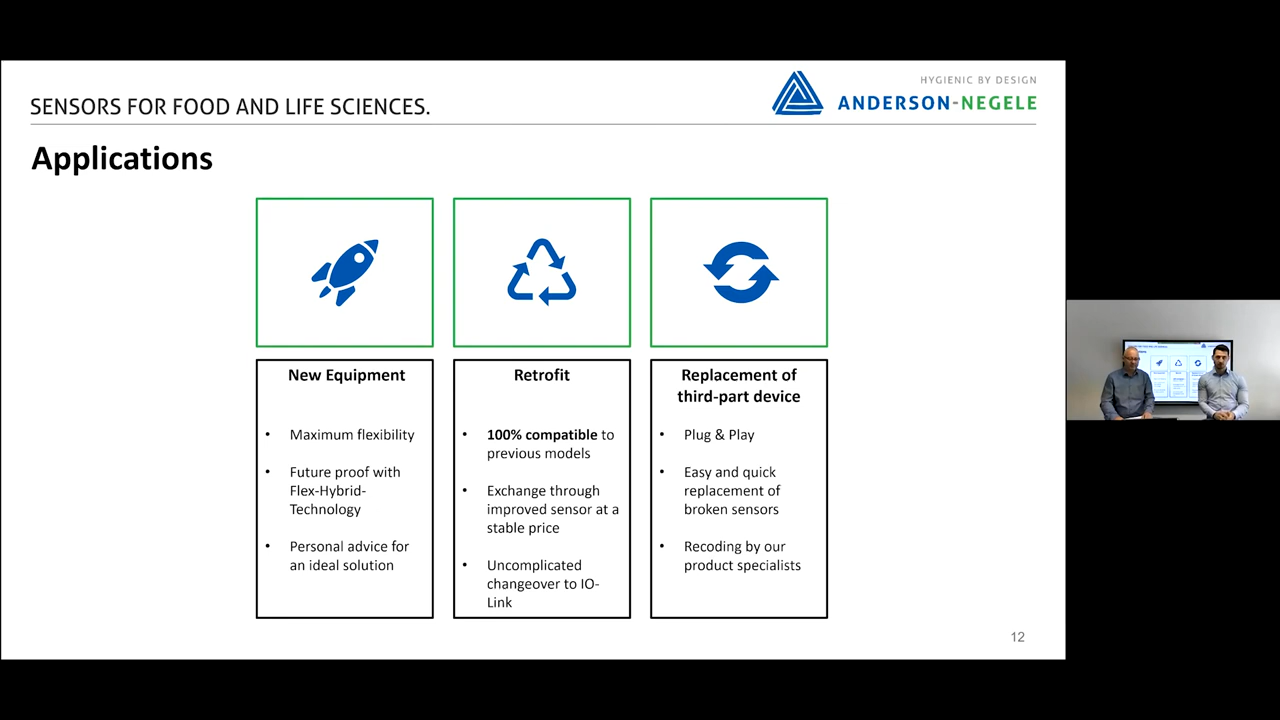 HYGIENIC BY DESIGN
ANDERSON-NEGELE
SENSORS FOR FOOD AND LIFE SCIENCES.
Applications
New Equipment
• Maximum flexibility
• Future proof with
Flex-Hybrid-
Technology
• Personal advice for
an ideal solution
Retrofit
• 100% compatible to
previous models
• Exchange through
improved sensor at a
stable price
• Uncomplicated
changeover to IO-
Link
Replacement of
third-part device
• Plug & Play
• Easy and quick
replacement of
broken sensors
• Recoding by our
product specialists
12